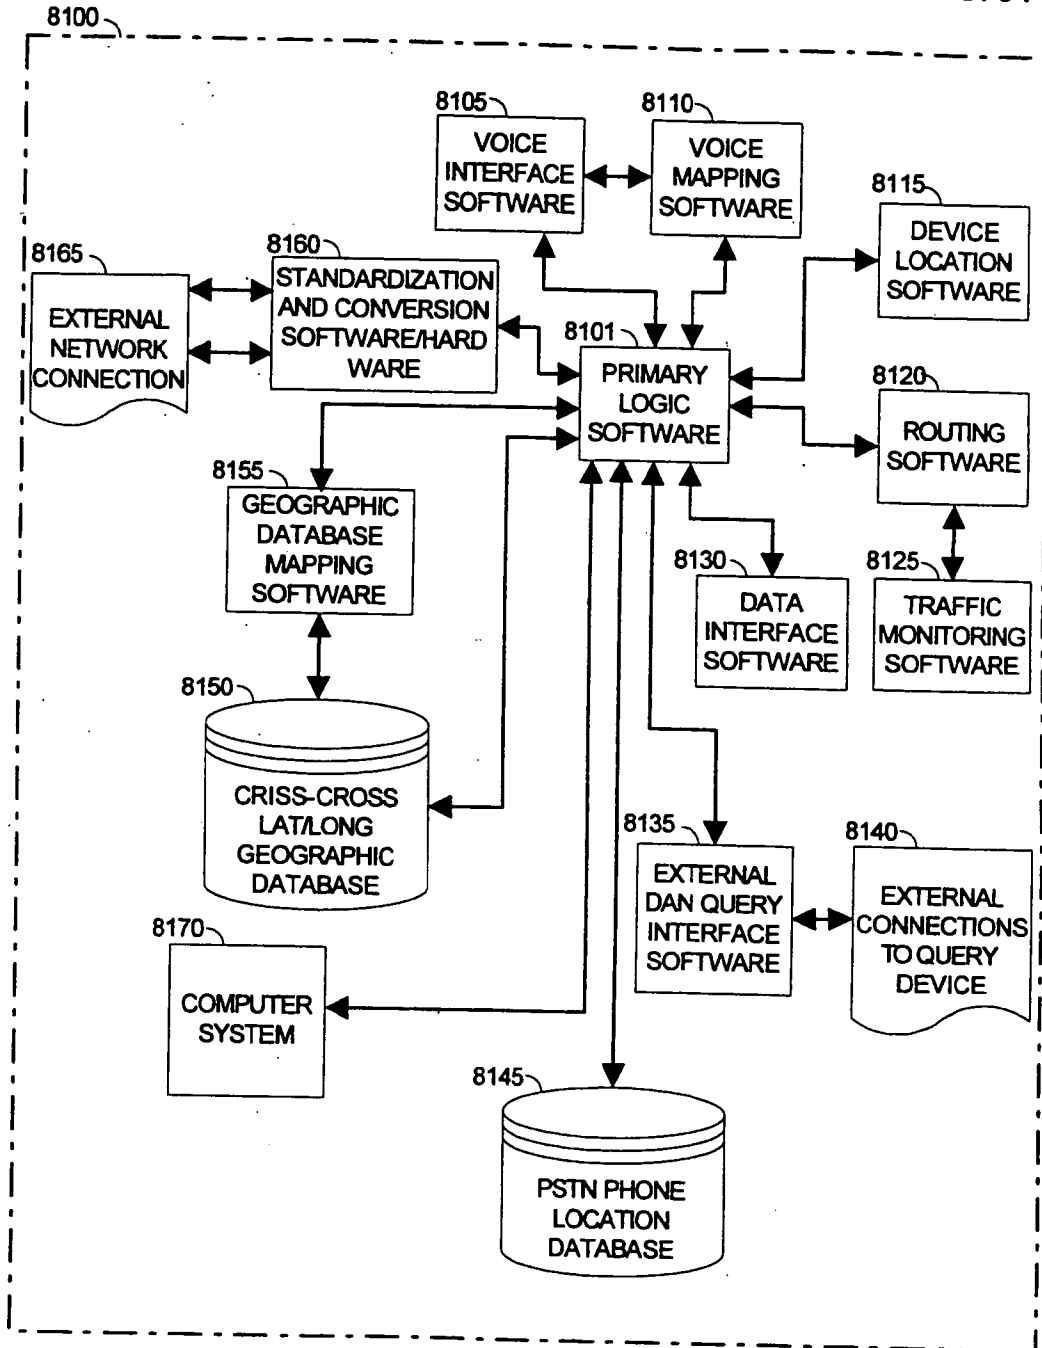 8100
8105
VOICE
INTERFACE
SOFTWARE
8110
VOICE
MAPPING
SOFTWARE
8115
DEVICE
LOCATION
SOFTWARE
8165
EXTERNAL
NETWORK
CONNECTION
8160
STANDARDIZATION
AND CONVERSION
SOFTWARE/HARD
WARE
8101
PRIMARY
LOGIC
SOFTWARE
8120
ROUTING
SOFTWARE
8155
GEOGRAPHIC
DATABASE
MAPPING
SOFTWARE
8130
DATA
INTERFACE
SOFTWARE
8125
TRAFFIC
MONITORING
SOFTWARE
8150
CRISS-CROSS
LAT/LONG
GEOGRAPHIC
DATABASE
8135
EXTERNAL
DAN QUERY
INTERFACE
SOFTWARE
8140
EXTERNAL
CONNECTIONS
TO QUERY
DEVICE
8170
COMPUTER
SYSTEM
8145
PSTN PHONE
LOCATION
DATABASE